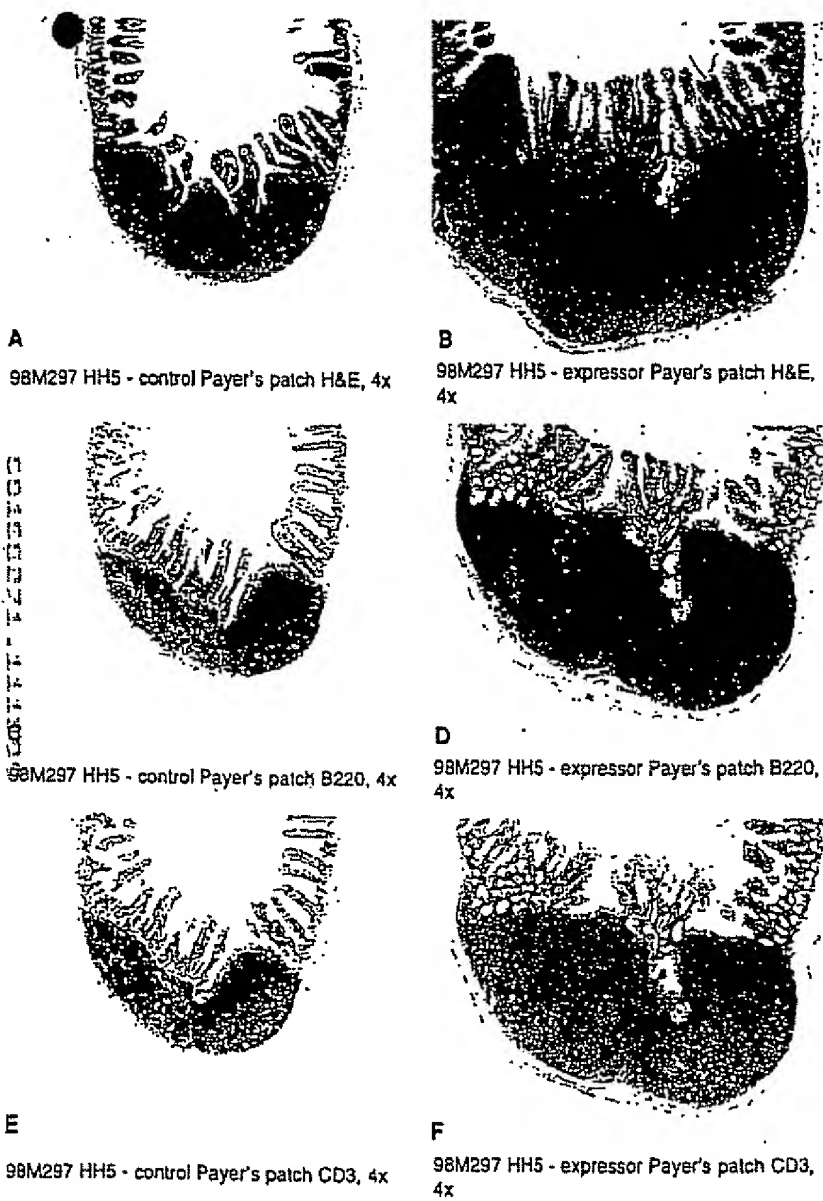 A
98M297 HH5 - control Payer's patch H&E, 4x
B
98M297 HH5 - expressor Payer's patch H&E,
4x
98M297 HH5 - control Payer's patch B220, 4x
D
98M297 HH5 - expressor Payer's patch B220,
4x
E
98M297 HH5 - control Payer's patch CD3, 4x
F
98M297 HH5 - expressor Payer's patch CD3,
4x